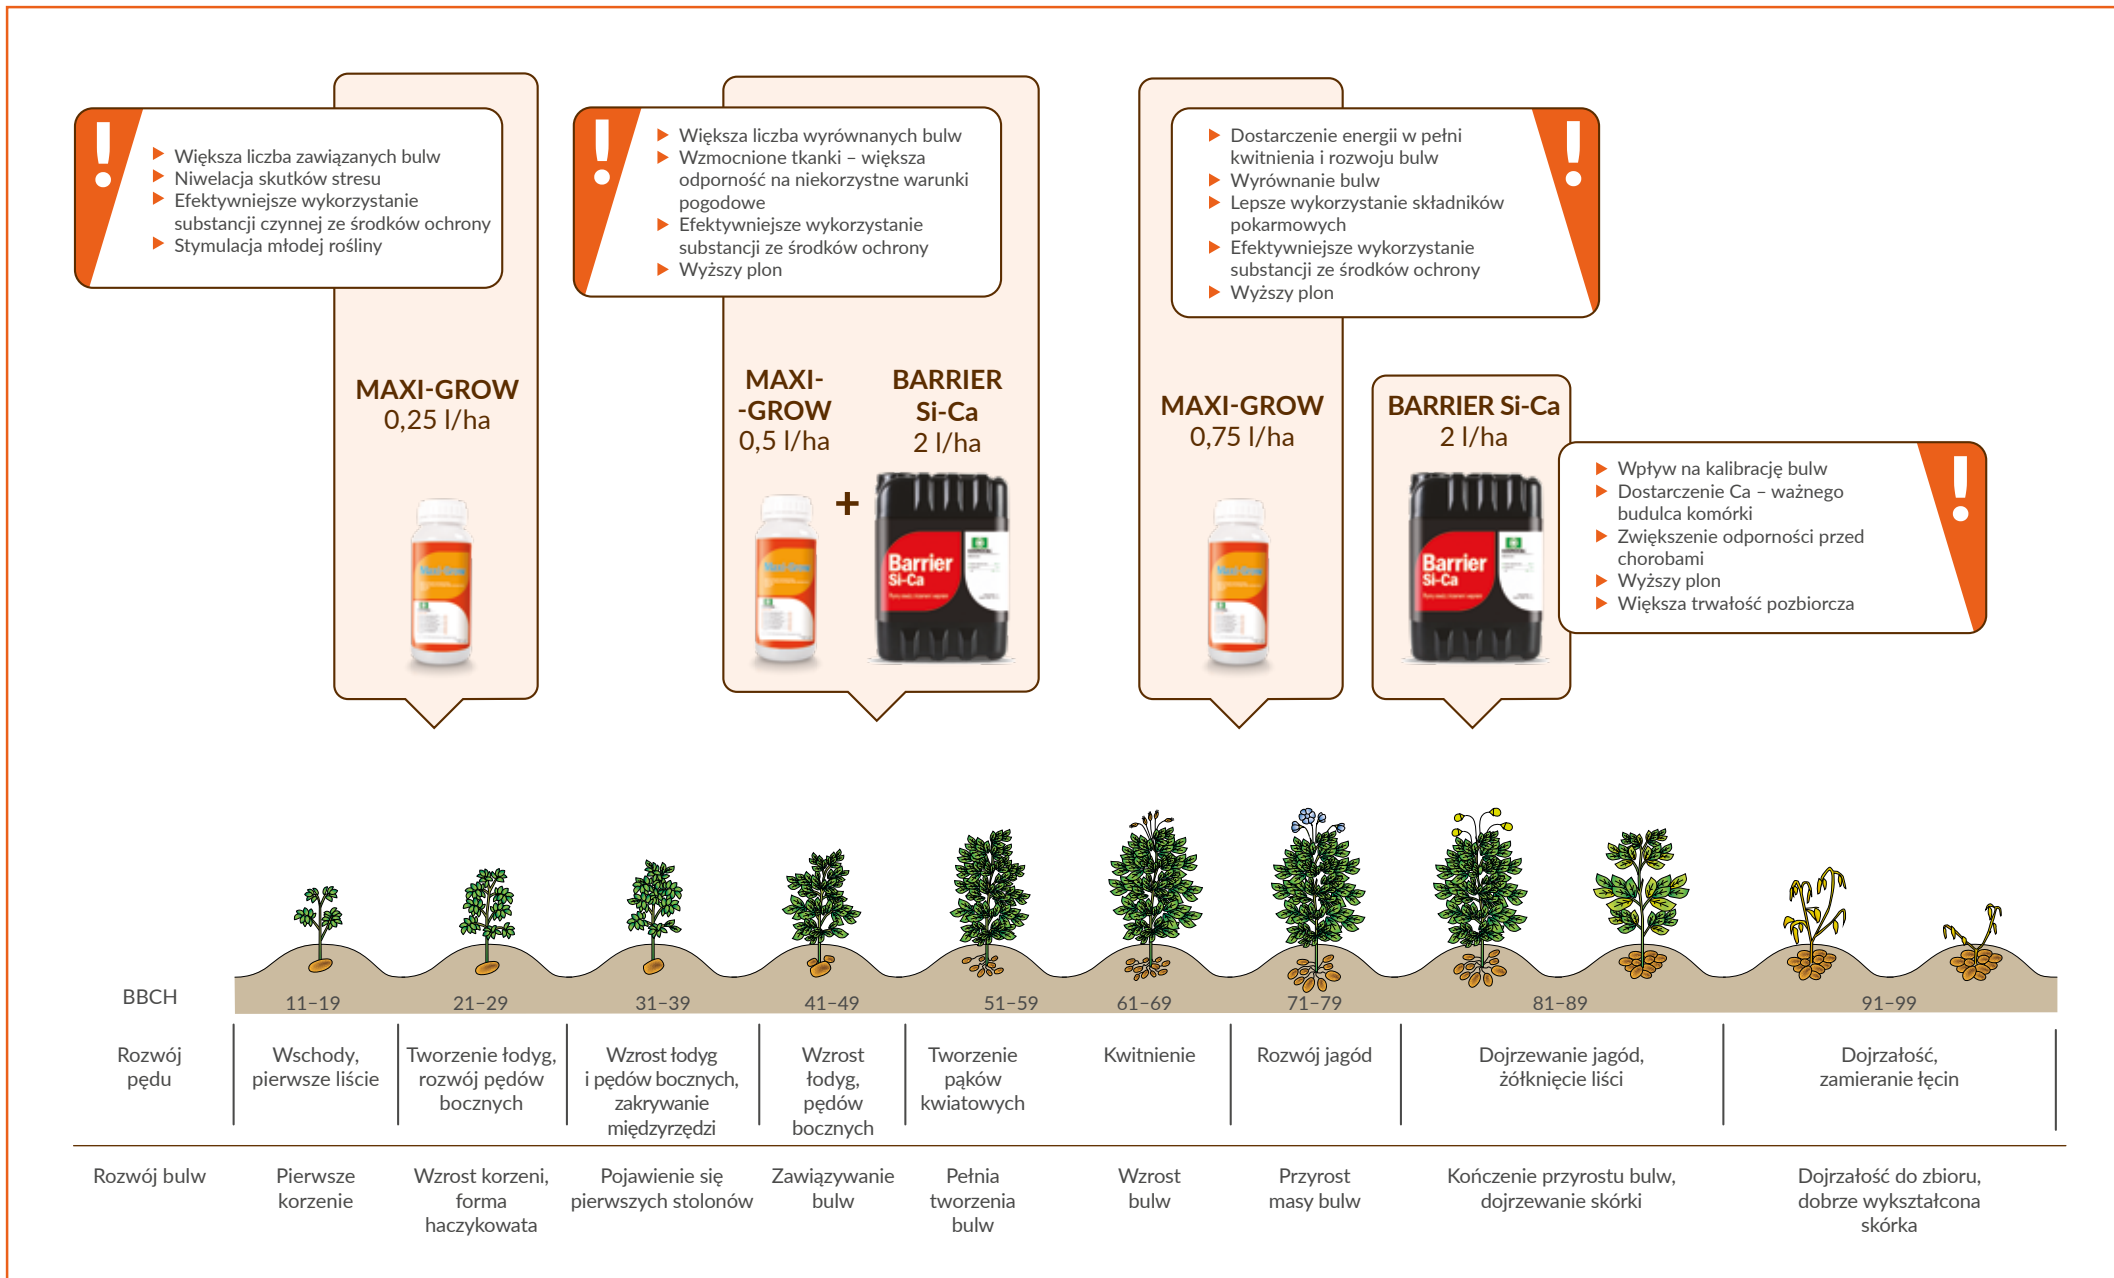 Większa liczba zawiązanych bulw
Niwelacja skutków stresu
Efektywniejsze wykorzystanie
substancji czynnej ze środków ochrony
Stymulacja młodej rośliny
MAXI-GROW
0,25 l/ha
Większa liczba wyrównanych bulw
Wzmocnione tkanki – większa
odporność na niekorzystne warunki
pogodowe
Efektywniejsze wykorzystanie
substancji ze środków ochrony
Wyższy plon
MAXI-
-GROW
0,5 l/ha
+
BARRIER
Si-Ca
2 l/ha
Barrier
Si-Ca
Dostarczenie energii w pełni
kwitnienia i rozwoju bulw
Wyrównanie bulw
Lepsze wykorzystanie składników
pokarmowych
Efektywniejsze wykorzystanie
substancji ze środków ochrony
Wyższy plon
MAXI-GROW
0,75 l/ha
BARRIER Si-Ca
2 l/ha
Barrier
Si-Ca
Wpływ na kalibrację bulw
Dostarczenie Ca – ważnego
budulca komórki
Zwiększenie odporności przed
chorobami
Wyższy plon
Większa trwałość pozbiorcza
BBCH
11–19
21–29
31–39
41–49
51–59
61–69
71–79
81–89
91–99
Rozwój
pędu
Wschody,
pierwsze liście
Tworzenie łodyg,
rozwój pędów
bocznych
Wzrost łodyg
i pędów bocznych,
zakrywanie
międzyrzędzi
Wzrost
łodyg,
pędów
bocznych
Tworzenie
pąków
kwiatowych
Kwitnienie
Rozwój jagód
Dojrzewanie jagód,
żółknięcie liści
Dojrzałość,
zamieranie łęcin
Rozwój bulw
Pierwsze
korzenie
Wzrost korzeni,
forma
haczykowata
Pojawienie się
pierwszych stolonów
Zawiązywanie
bulw
Pełnia
tworzenia
bulw
Wzrost
bulw
Przyrost
masy bulw
Kończenie przyrostu bulw,
dojrzewanie skórki
Dojrzałość do zbioru,
dobrze wykształcona
skórka